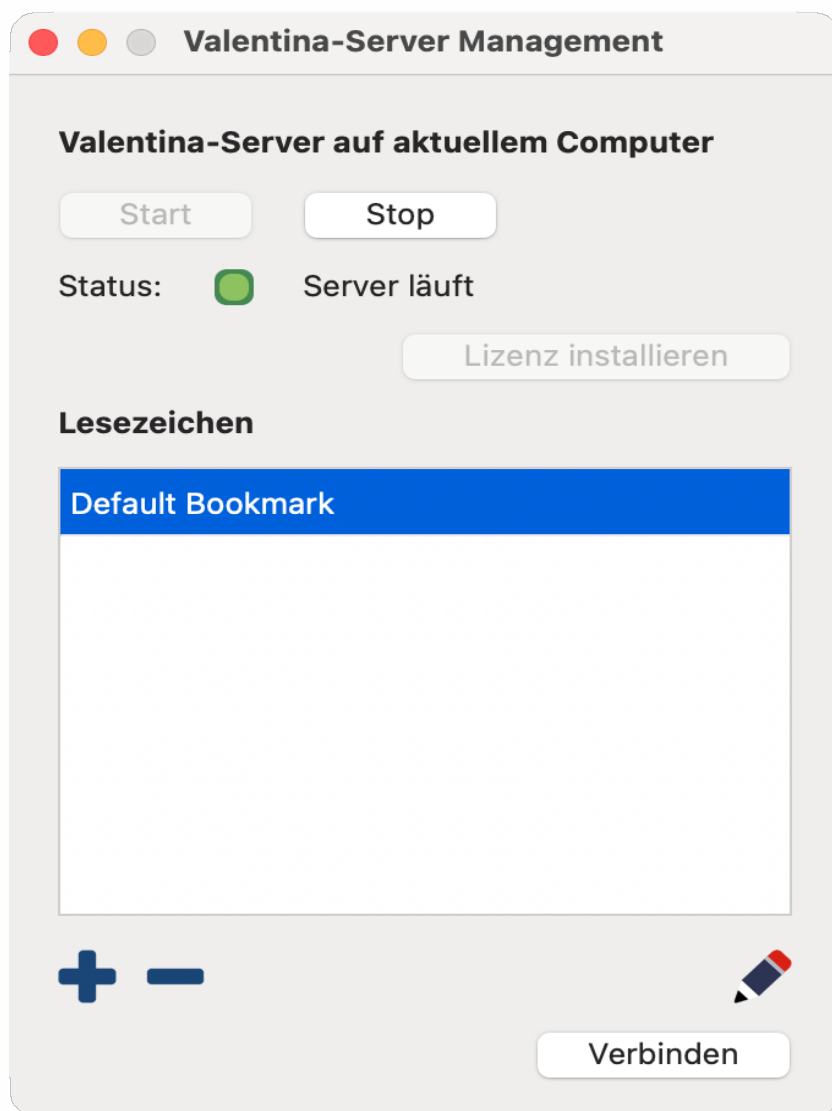 Valentina-Server Management
Valentina-Server auf aktuellem Computer
Start Stop
Status: Server läuft
Lizenz installieren
Lesezeichen
Default Bookmark
Verbinden